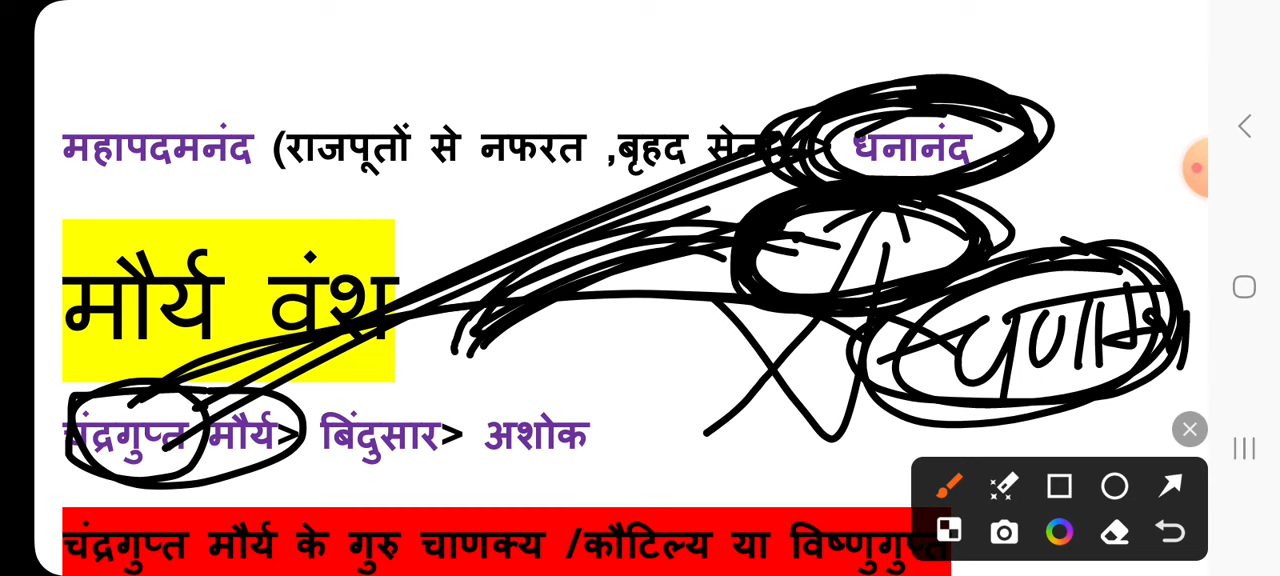 महापदमनंद (राजपूतों से नफरत ,बृहद सेना) > धनानंद
मौर्य वंश
चंद्रगुप्त मौर्य> बिंदुसार> अशोक
चंद्रगुप्त मौर्य के गुरु चाणक्य /कौटिल्य या विष्णुगुप्त